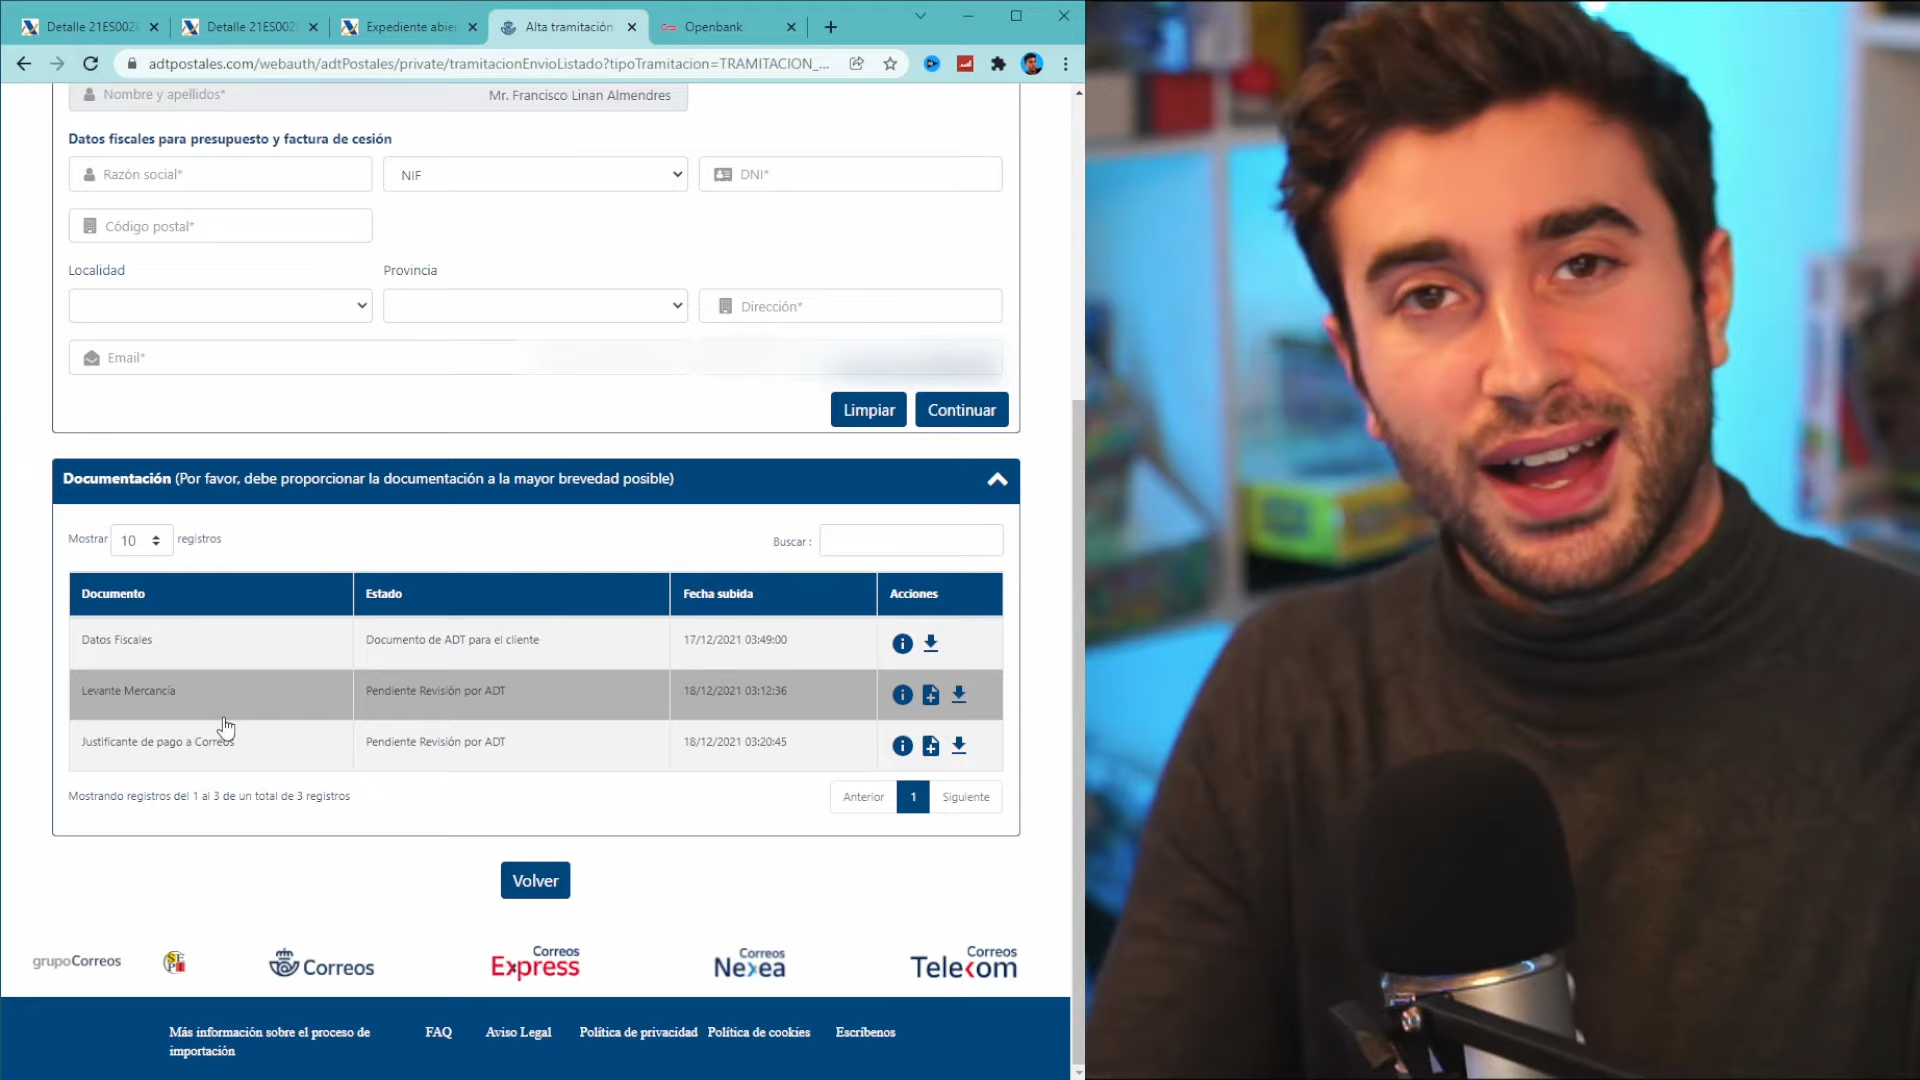 Detalle 21ES002
Detalle 21ES002
Expediente abie
Alta tramitación
Openbank
adtpostales.com/webauth/adtPostales/private/tramitacionEnvioListado?tipoTramitacion=TRAMITACION_...
Nombre y apellidos*
Mr. Francisco Linan Almendres
Datos fiscales para presupuesto y factura de cesión
Razón social*
NIF
DNI*
Código postal*
Localidad
Provincia
Dirección*
Email*
Limpiar
Continuar
Documentación (Por favor, debe proporcionar la documentación a la mayor brevedad posible)
Mostrar 10 registros
Buscar :
Documento
Estado
Fecha subida
Acciones
Datos Fiscales
Documento de ADT para el cliente
17/12/2021 03:49:00
Levante Mercancía
Pendiente Revisión por ADT
18/12/2021 03:12:36
Justificante de pago a Correos
Pendiente Revisión por ADT
18/12/2021 03:20:45
Mostrando registros del 1 al 3 de un total de 3 registros
Anterior
1
Siguiente
Volver
grupoCorreos
SEPI
Correos
Correos
Express
Correos
Nexea
Correos
Telecom
Más información sobre el proceso de
importación
FAQ
Aviso Legal
Política de privacidad
Política de cookies
Escríbenos